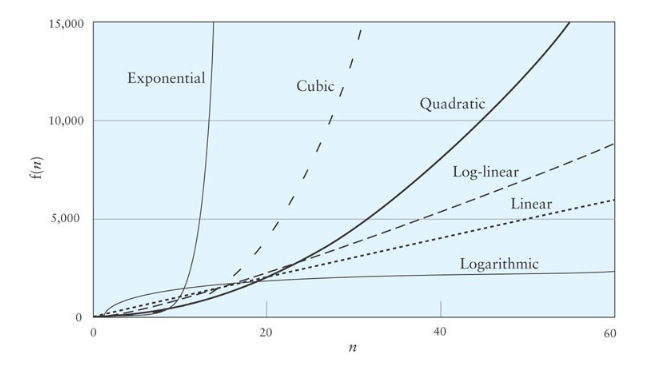 15,000
Exponential
Cubic
Quadratic
10,000
f(n)
Log-linear
Linear
5,000
Logarithmic
0
0 20 40 60
n